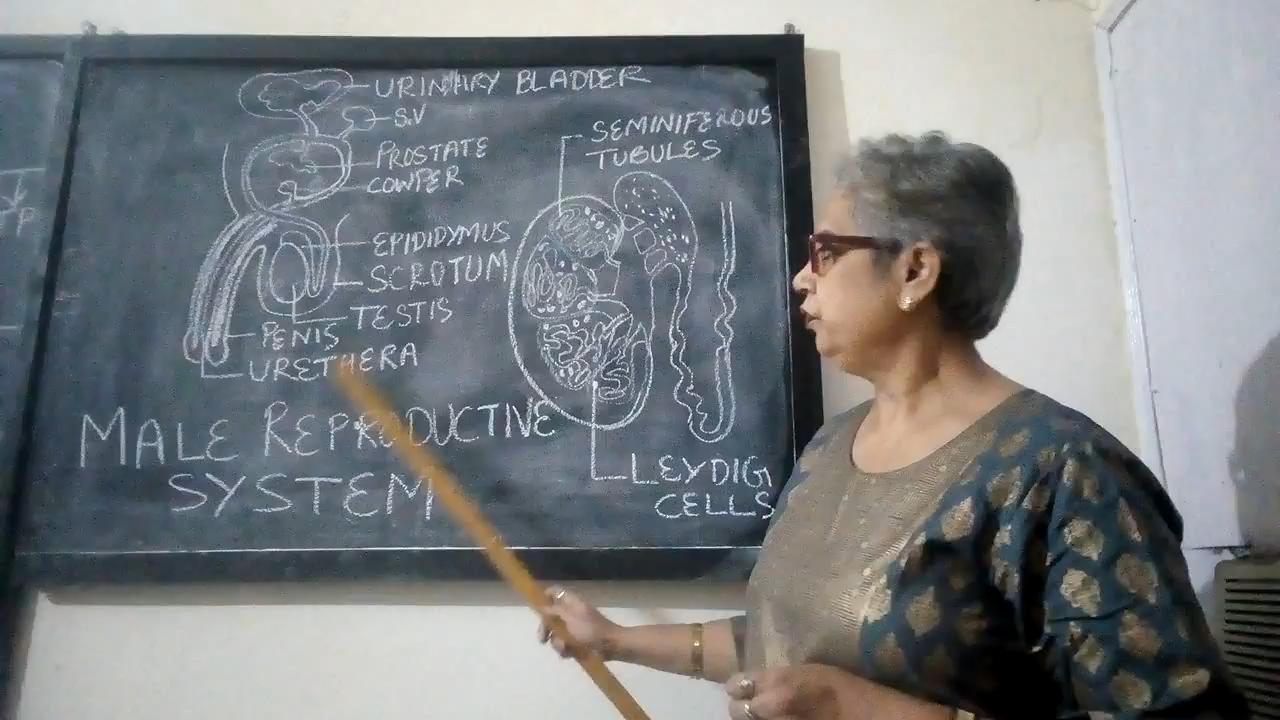 URINARY BLADDER
S.V
PROSTATE
COWPER
EPIDIDYMUS
SCROTUM
TESTIS
PENIS
URETHERA
SEMINIFEROUS
TUBULES
LEYDIG
CELLS
MALE REPRODUCTIVE
SYSTEM